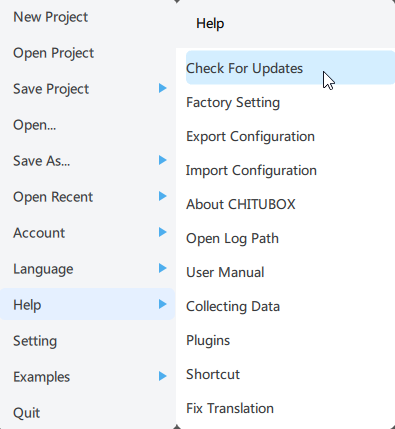 New Project
Open Project
Save Project
Open...
Save As...
Open Recent
Account
Language
Help
Setting
Examples
Quit
Help
Check For Updates
Factory Setting
Export Configuration
Import Configuration
About CHITUBOX
Open Log Path
User Manual
Collecting Data
Plugins
Shortcut
Fix Translation